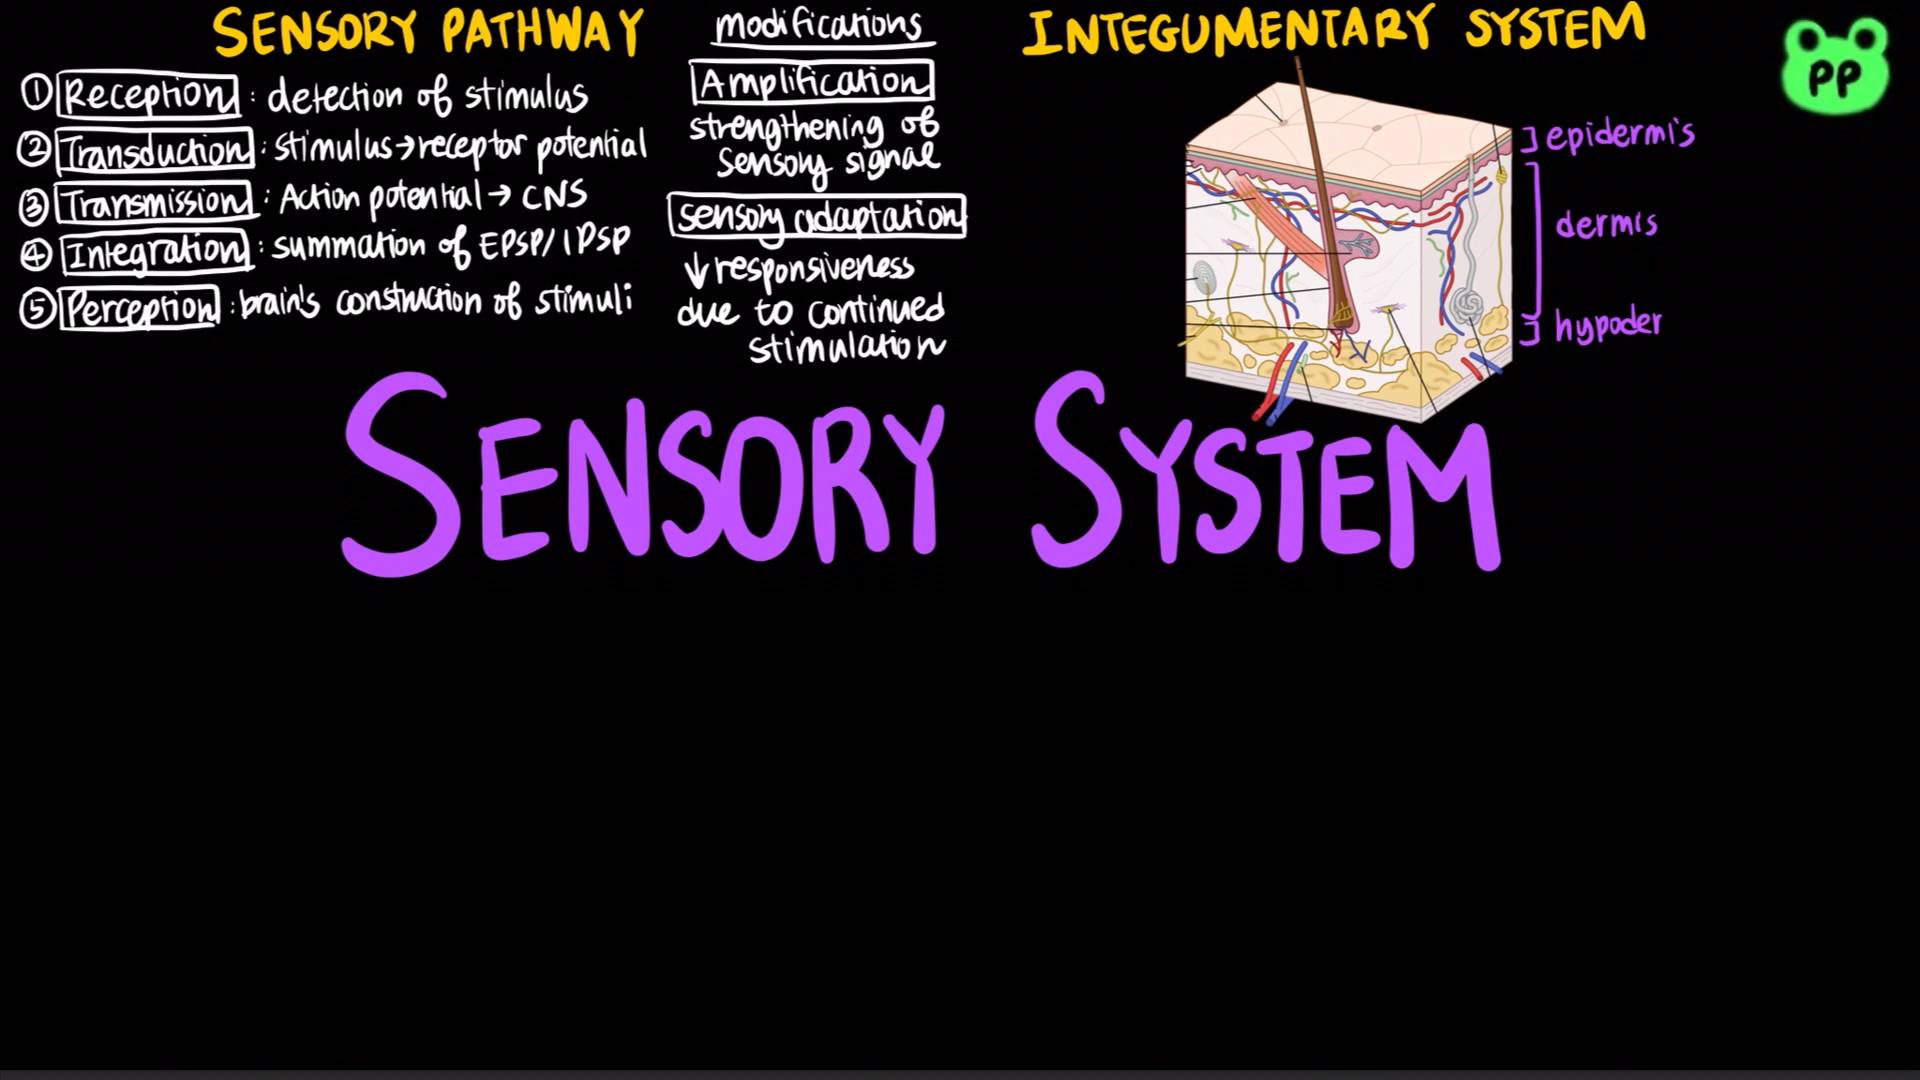 SENSORY PATHWAY
① Reception : detection of stimulus
② Transduction : stimulus→receptor potential
③ Transmission : Action potential → CNS
④ Integration : summation of EPSP/IPSP
⑤ Perception : brain's construction of stimuli
modifications
Amplification
strengthening of
sensory signal
sensory adaptation
↓ responsiveness
due to continued
stimulation
INTEGUMENTARY SYSTEM
epidermis
dermis
hypoder
PP
SENSORY SYSTEM